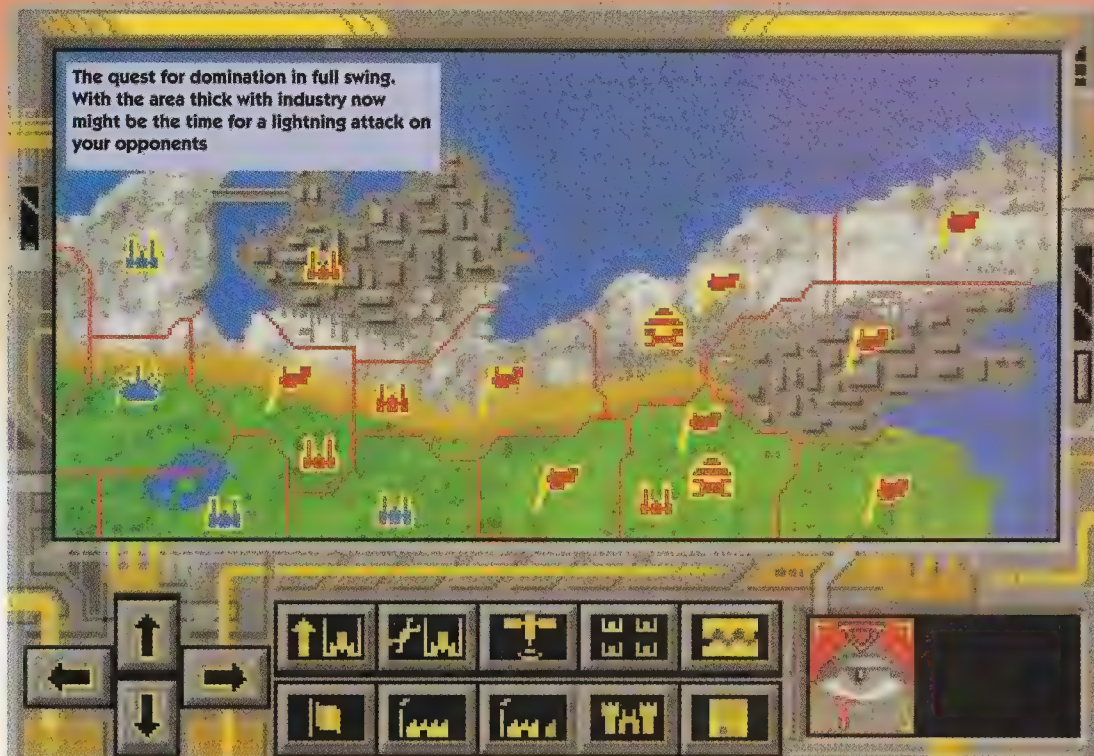 The quest for domination in full swing.
With the area thick with industry now
might be the time for a lightning attack on
your opponents